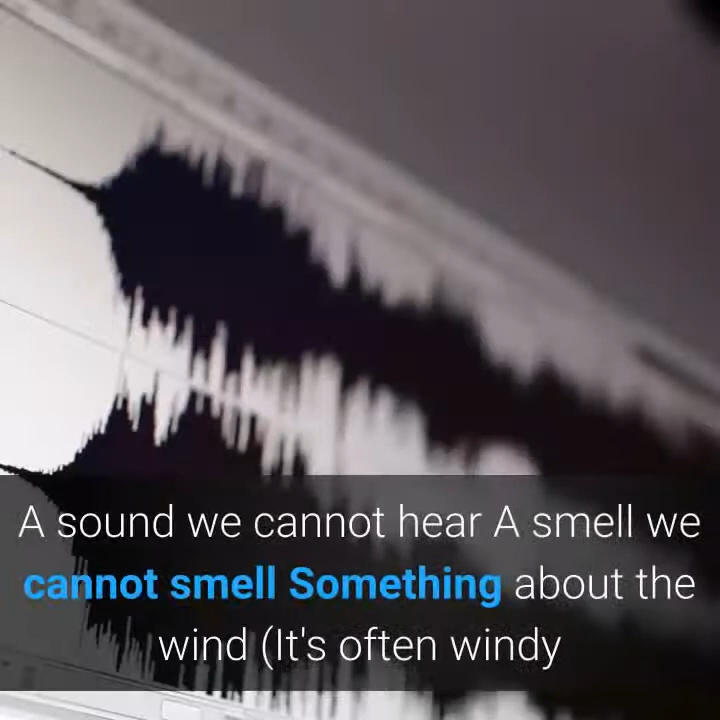 A sound we cannot hear A smell we
cannot smell Something about the
wind (It's often windy